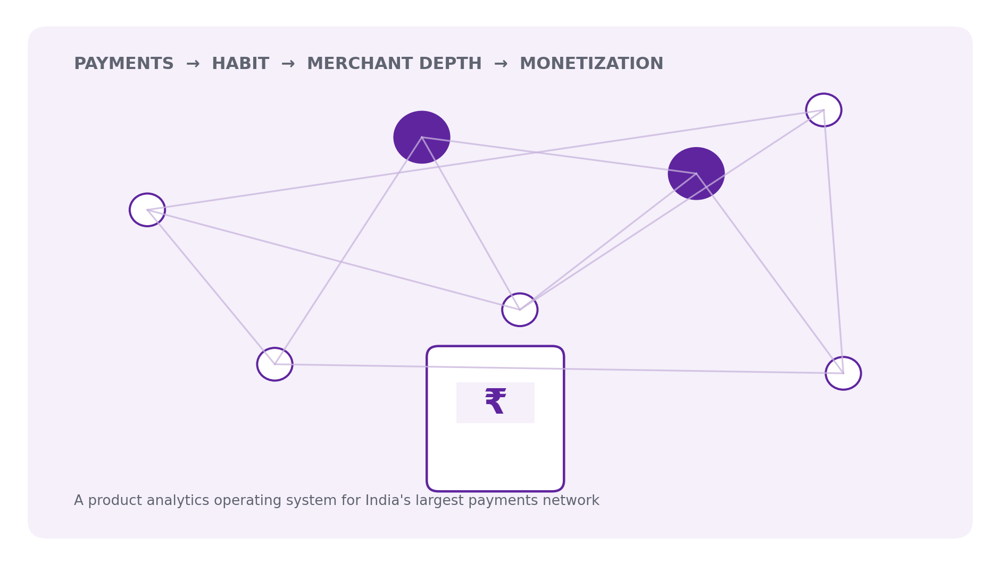 PAYMENTS → HABIT → MERCHANT DEPTH → MONETIZATION
₹
A product analytics operating system for India's largest payments network